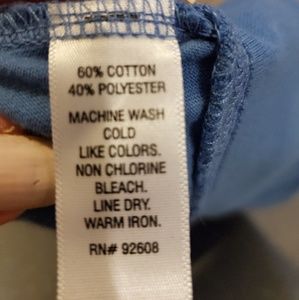 60% COTTON
40% POLYESTER
MACHINE WASH
COLD
LIKE COLORS.
NON CHLORINE
BLEACH.
LINE DRY.
WARM IRON.
RN# 92608